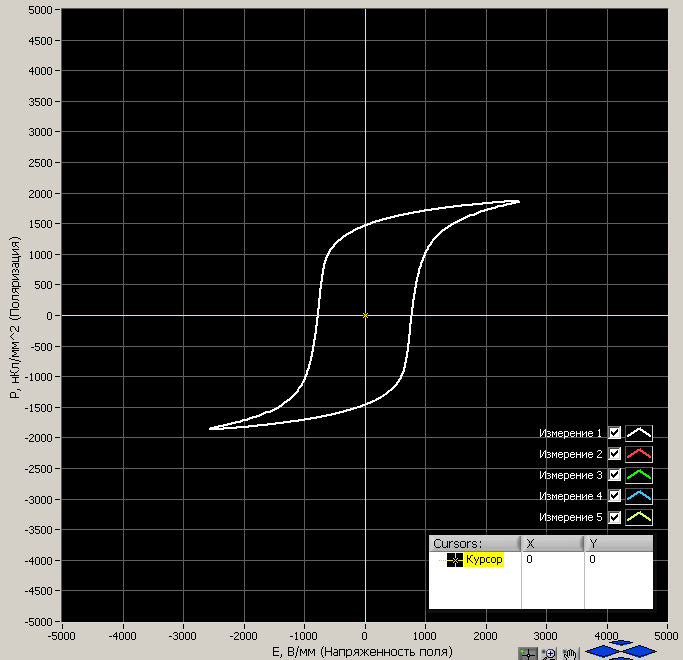 5000
4500
4000
3500
3000
2500
2000
1500
1000
500
0
-500
-1000
-1500
-2000
-2500
-3000
-3500
-4000
-4500
-5000
P, нКл/мм^2 (Поляризация)
Измерение 1
Измерение 2
Измерение 3
Измерение 4
Измерение 5
Cursors: X Y
Курсор 0 0
-5000 -4000 -3000 -2000 -1000 0 1000 2000 3000 4000 5000
E, В/мм (Напряженность поля)